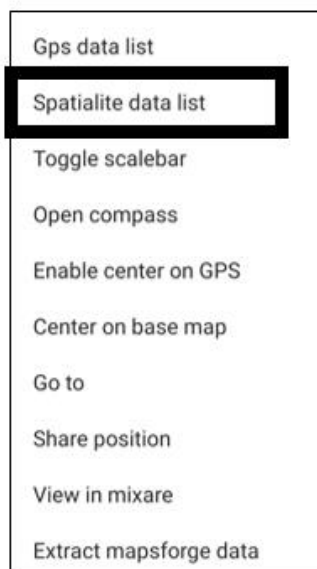 Gps data list
Spatialite data list
Toggle scalebar
Open compass
Enable center on GPS
Center on base map
Go to
Share position
View in mixare
Extract mapsforge data